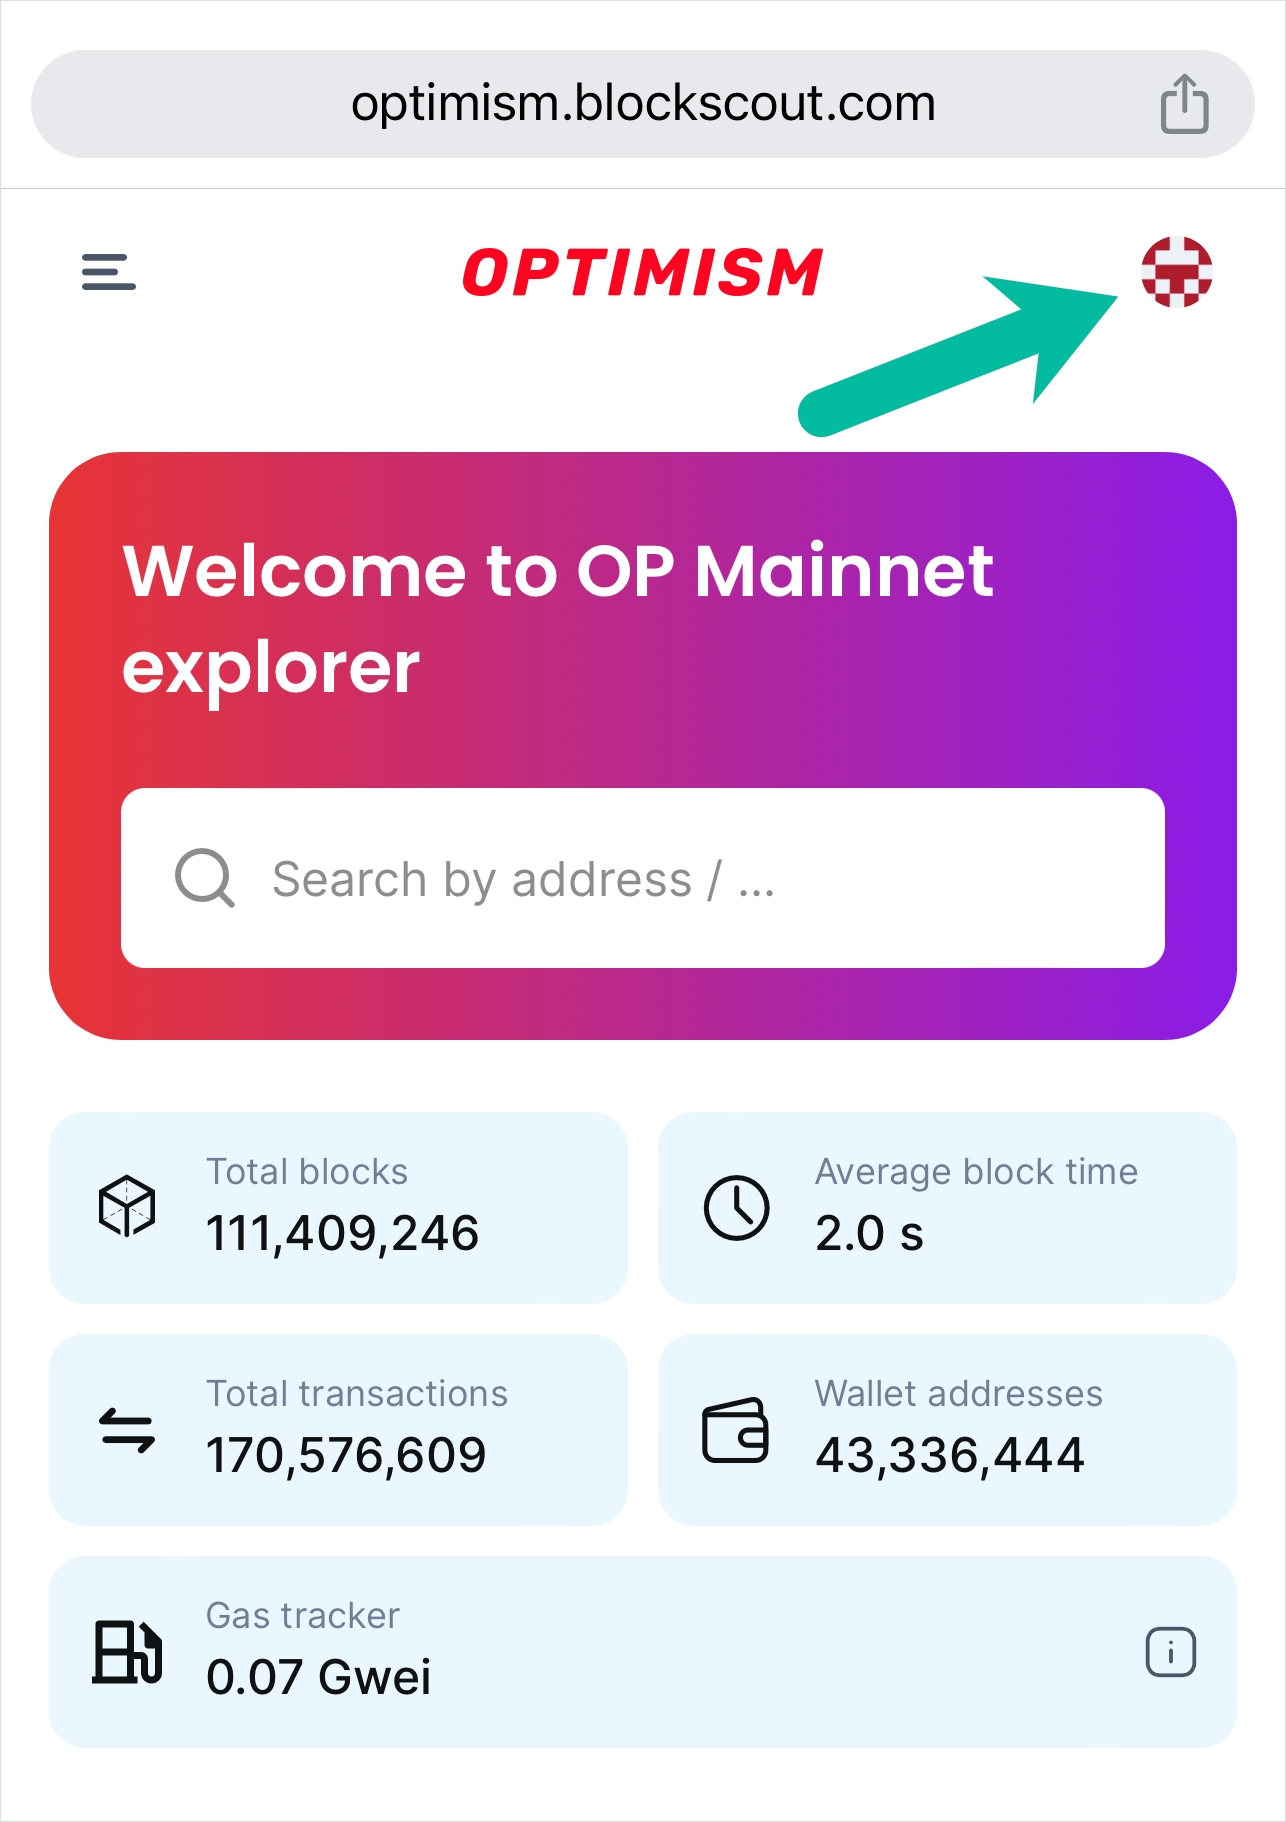 optimism.blockscout.com
OPTIMISM
Welcome to OP Mainnet
explorer
Search by address / ...
Total blocks
111,409,246
Average block time
2.0 s
Total transactions
170,576,609
Wallet addresses
43,336,444
Gas tracker
0.07 Gwei